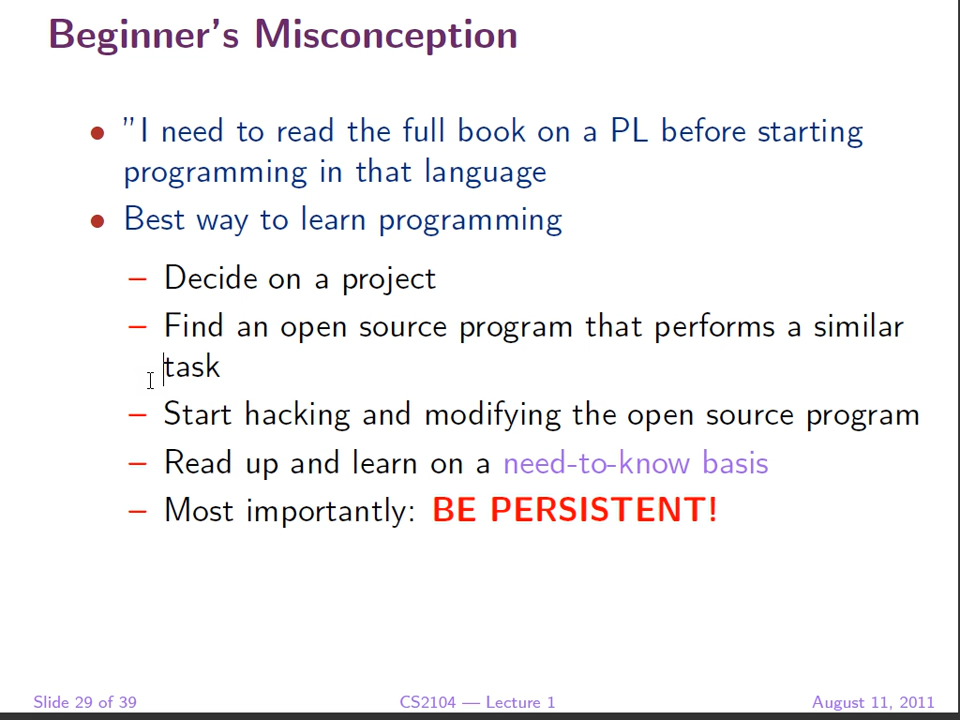 Beginner's Misconception
• "I need to read the full book on a PL before starting
programming in that language
• Best way to learn programming
– Decide on a project
– Find an open source program that performs a similar
task
– Start hacking and modifying the open source program
– Read up and learn on a need-to-know basis
– Most importantly: BE PERSISTENT!
Slide 29 of 39 CS2104 — Lecture 1 August 11, 2011